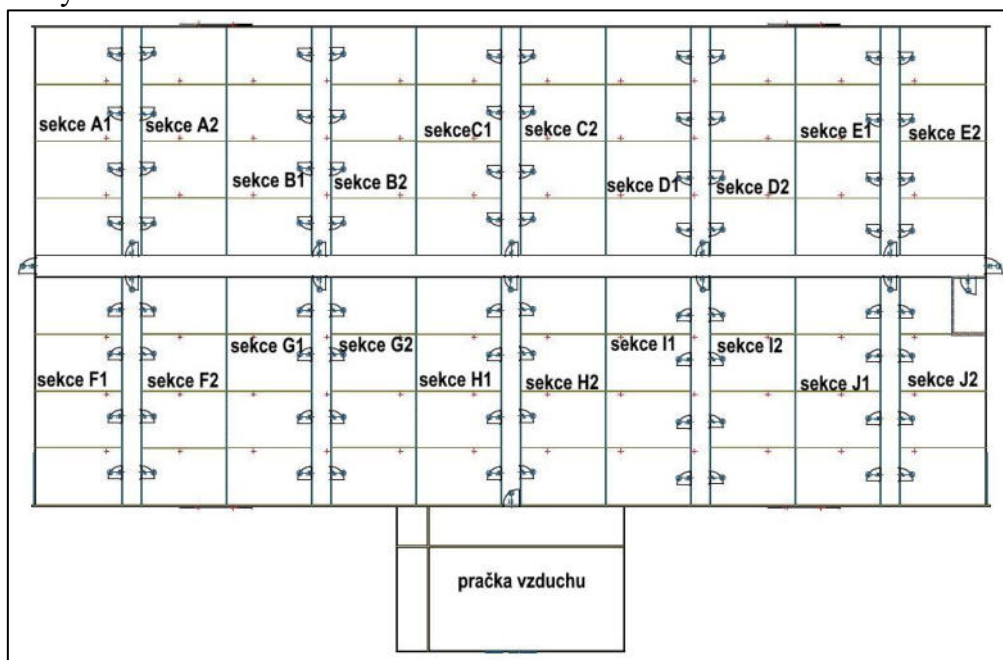 sekce A1
sekce A2
sekce B1
sekce B2
sekceC1
sekce C2
sekce D1
sekce D2
sekce E1
sekce E2
sekce F1
sekce F2
sekce G1
sekce G2
sekce H1
sekce H2
sekce I1
sekce I2
sekce J1
sekce J2
pračka vzduchu